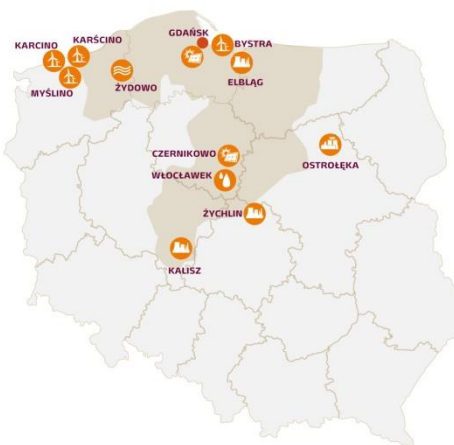 GDAŃSK
KARŚCINO
KARCINO
BYSTRA
ELBLĄG
MYŚLINO
ŻYDOWO
CZERNIKOWO
OSTROŁĘKA
WŁOCŁAWEK
ŻYCHLIN
KALISZ